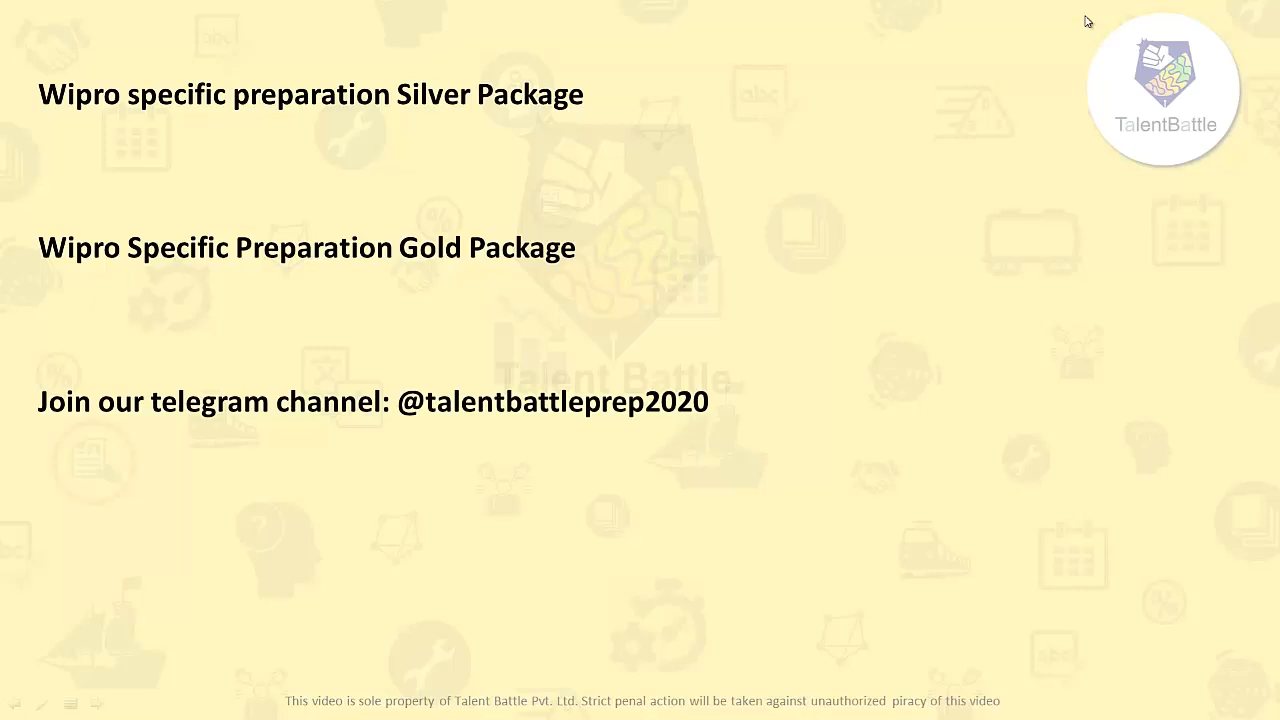 Wipro specific preparation Silver Package
TalentBattle
Wipro Specific Preparation Gold Package
Talent Battle
Join our telegram channel: @talentbattleprep2020
This video is sole property of Talent Battle Pvt. Ltd. Strict penal action will be taken against unauthorized piracy of this video